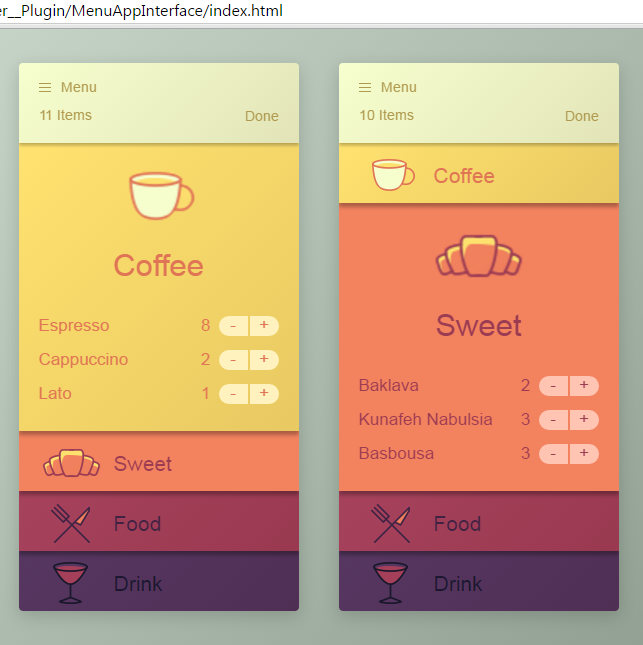 er__Plugin/MenuAppInterface/index.html
Menu
11 Items
Done
Coffee
Espresso 8 - +
Cappuccino 2 - +
Lato 1 - +
Sweet
Food
Drink
Menu
10 Items
Done
Coffee
Sweet
Baklava 2 - +
Kunafeh Nabulsia 3 - +
Basbousa 3 - +
Food
Drink